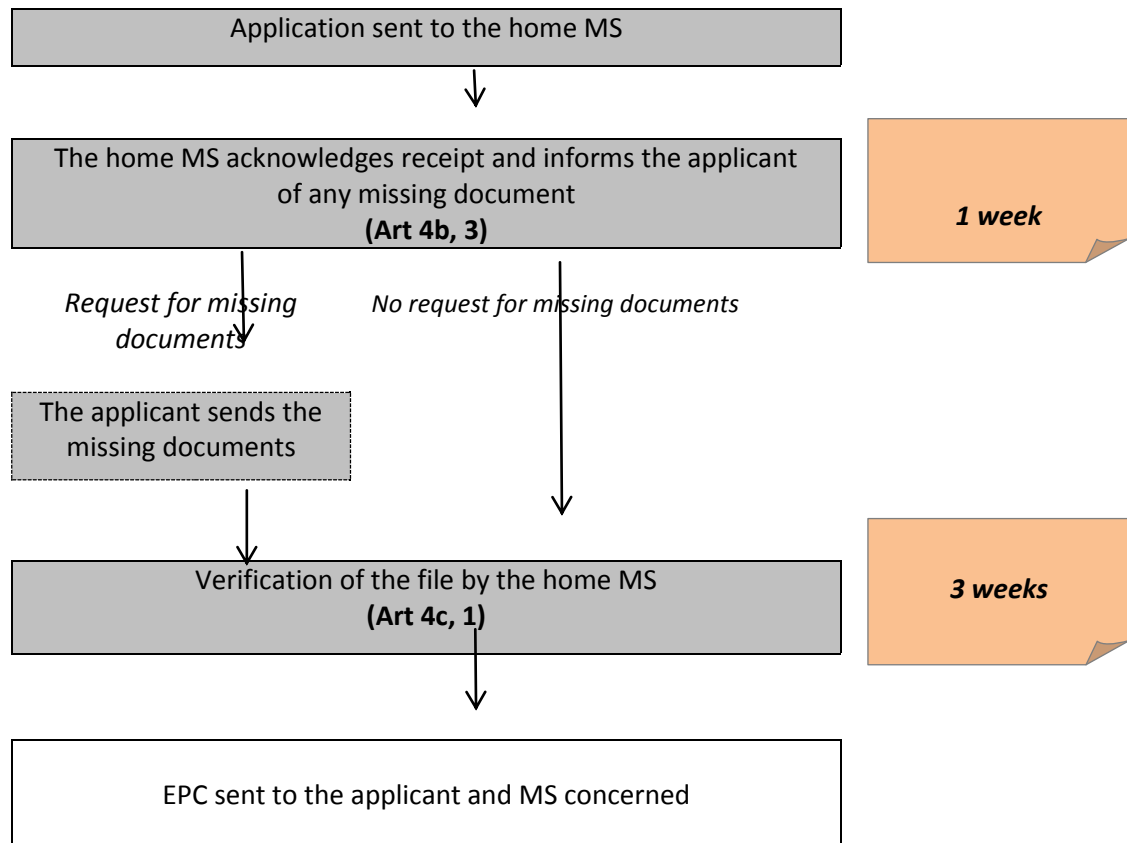 Application sent to the home MS
The home MS acknowledges receipt and informs the applicant
of any missing document
(Art 4b, 3)
1 week
Request for missing
documents
No request for missing documents
The applicant sends the
missing documents
Verification of the file by the home MS
(Art 4c, 1)
3 weeks
EPC sent to the applicant and MS concerned